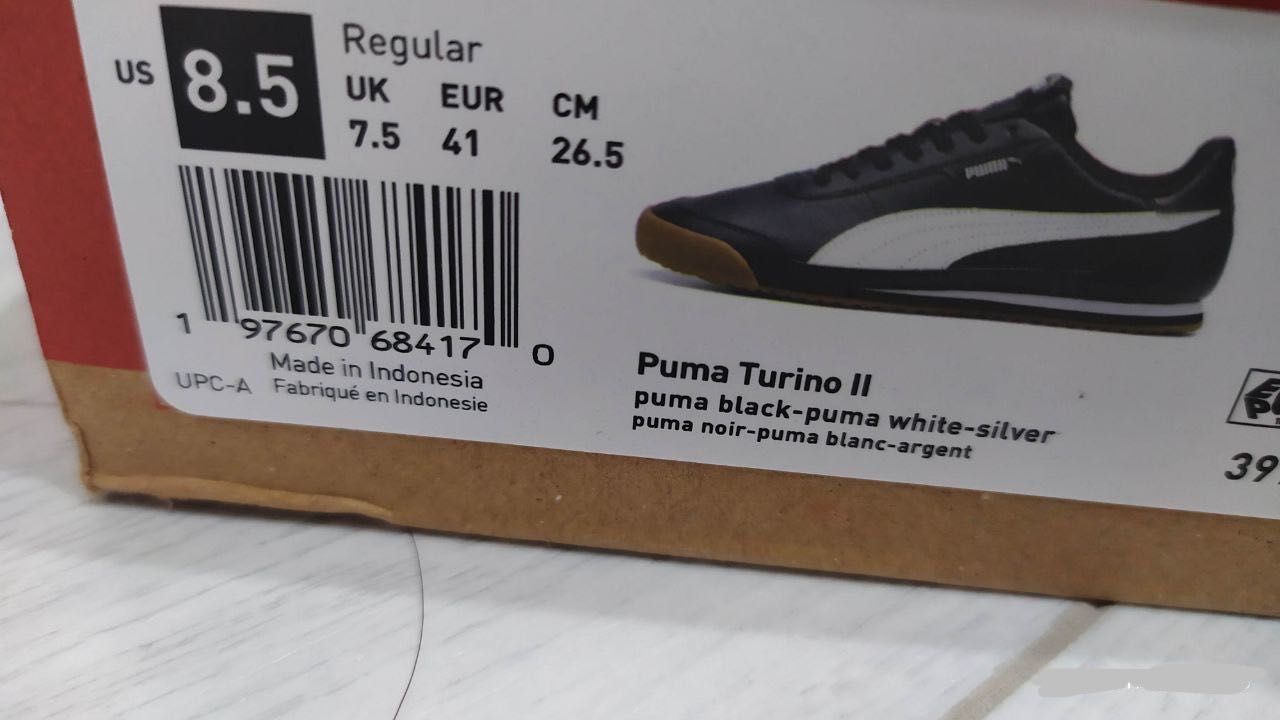 US 8.5
Regular
UK EUR CM
7.5 41 26.5
PUMA
1 97670 68417 0
UPC-A
Made in Indonesia
Fabriqué en Indonesie
Puma Turino II
puma black-puma white-silver
puma noir-puma blanc-argent